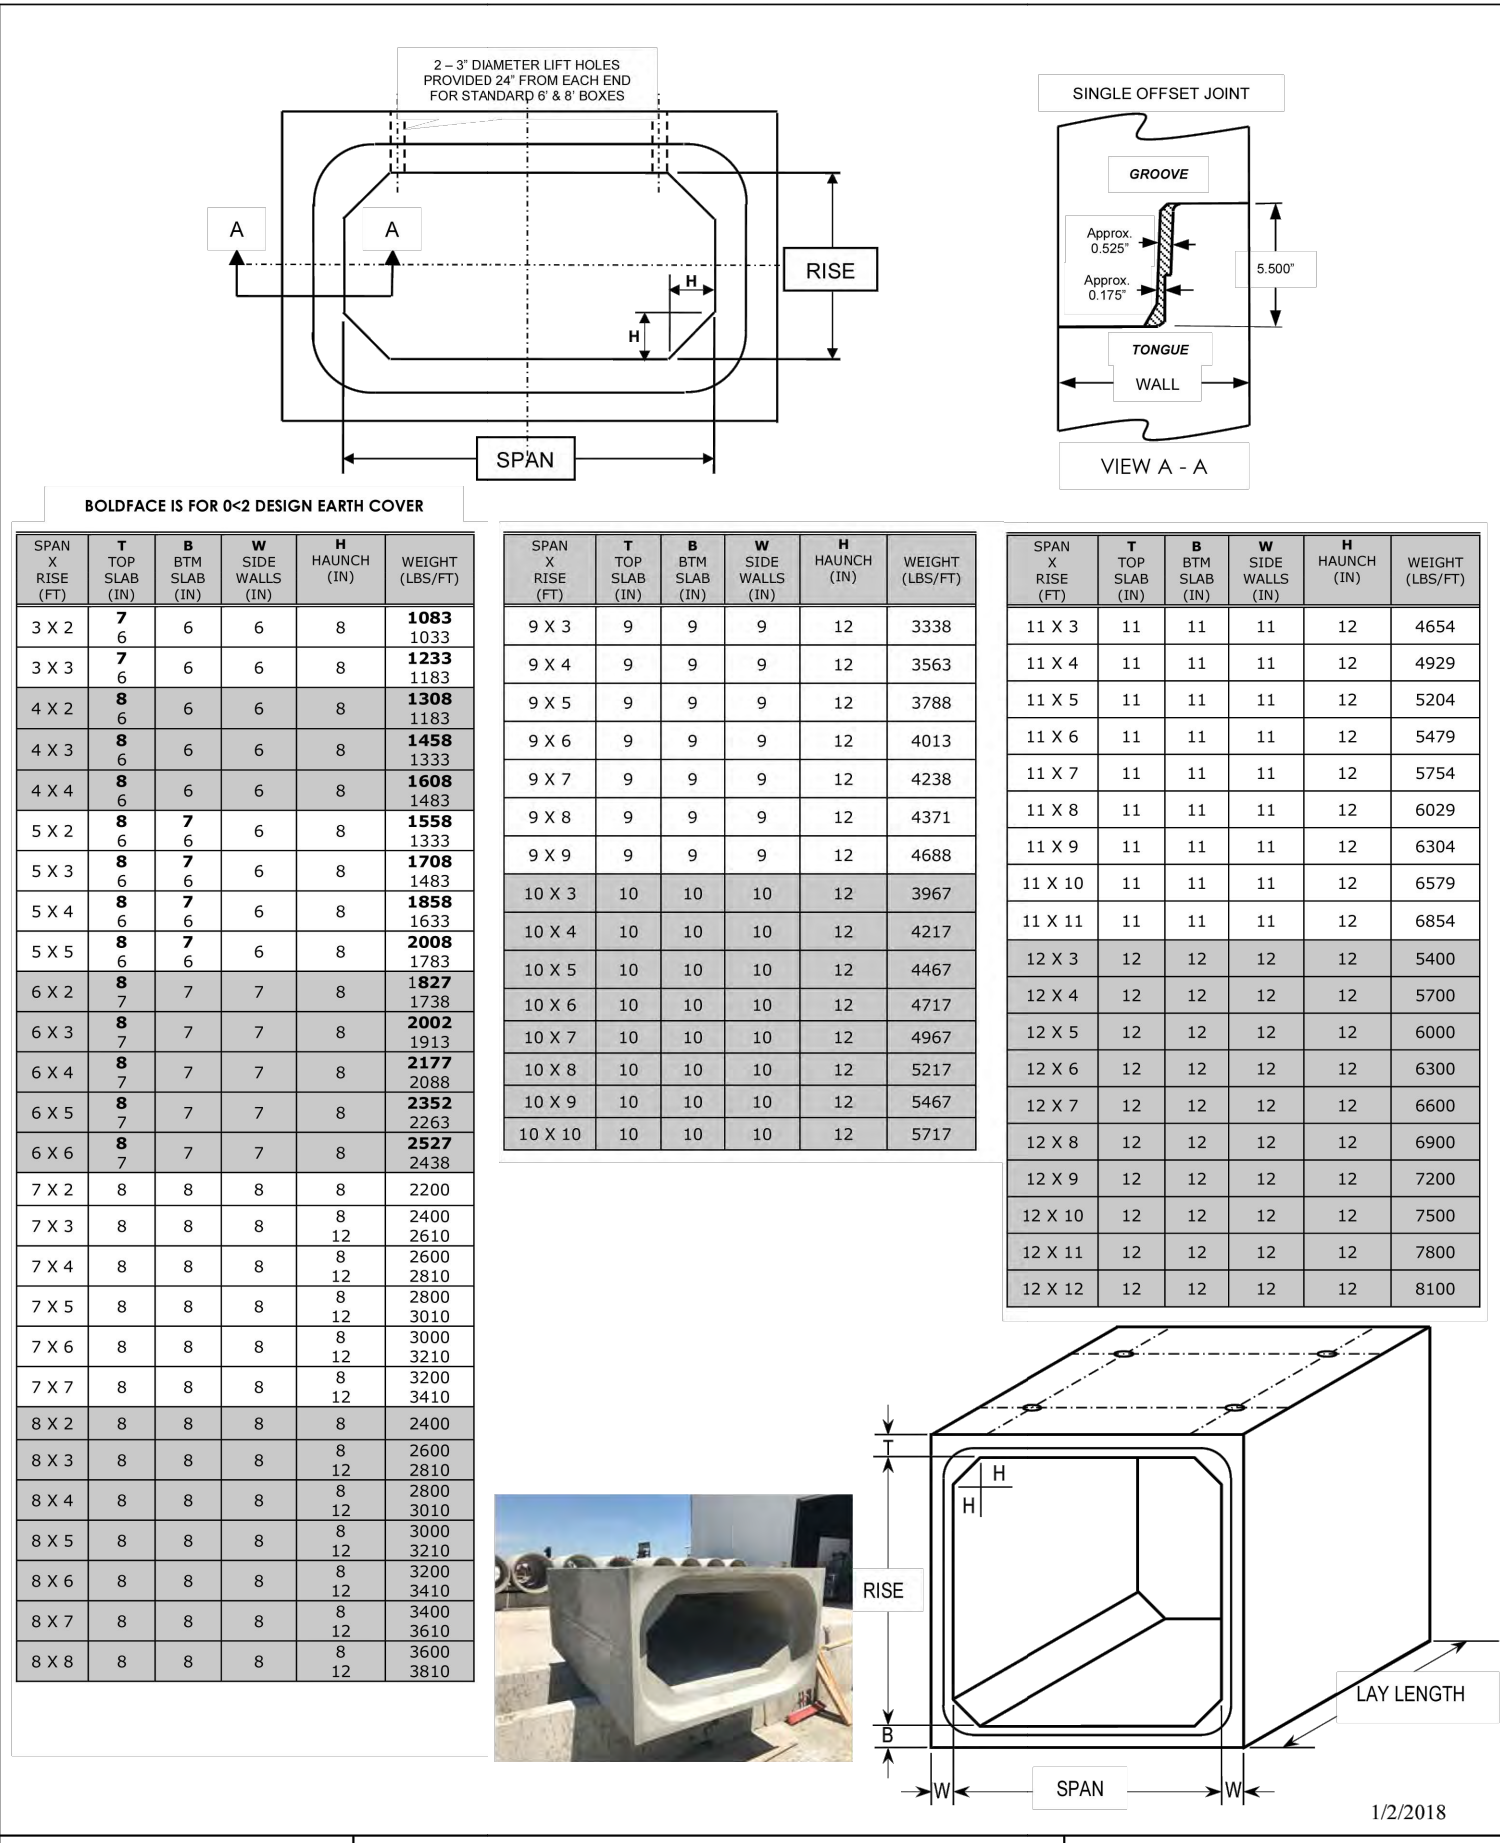 2 – 3" DIAMETER LIFT HOLES
PROVIDED 24" FROM EACH END
FOR STANDARD 6' & 8' BOXES
A
A
H
H
RISE
SPAN
SINGLE OFFSET JOINT
GROOVE
Approx.
0.525"
Approx.
0.175"
5.500"
TONGUE
WALL
VIEW A - A
BOLDFACE IS FOR 0<2 DESIGN EARTH COVER
SPAN X RISE (FT) T TOP SLAB (IN) B BTM SLAB (IN) W SIDE WALLS (IN) H HAUNCH (IN) WEIGHT (LBS/FT)
3 X 2 7 6 6 6 8 1083 1033
3 X 3 7 6 6 6 8 1233 1183
4 X 2 8 6 6 6 8 1308 1183
4 X 3 8 6 6 6 8 1458 1333
4 X 4 8 6 6 6 8 1608 1483
5 X 2 8 6 7 6 6 8 1558 1333
5 X 3 8 6 7 6 6 8 1708 1483
5 X 4 8 6 7 6 6 8 1858 1633
5 X 5 8 6 7 6 6 8 2008 1783
6 X 2 8 7 7 7 8 1827 1738
6 X 3 8 7 7 7 8 2002 1913
6 X 4 8 7 7 7 8 2177 2088
6 X 5 8 7 7 7 8 2352 2263
6 X 6 8 7 7 7 8 2527 2438
7 X 2 8 8 8 8 2200
7 X 3 8 8 8 8 12 2400 2610
7 X 4 8 8 8 8 12 2600 2810
7 X 5 8 8 8 8 12 2800 3010
7 X 6 8 8 8 8 12 3000 3210
7 X 7 8 8 8 8 12 3200 3410
8 X 2 8 8 8 8 2400
8 X 3 8 8 8 8 12 2600 2810
8 X 4 8 8 8 8 12 2800 3010
8 X 5 8 8 8 8 12 3000 3210
8 X 6 8 8 8 8 12 3200 3410
8 X 7 8 8 8 8 12 3400 3610
8 X 8 8 8 8 8 12 3600 3810
SPAN X RISE (FT) T TOP SLAB (IN) B BTM SLAB (IN) W SIDE WALLS (IN) H HAUNCH (IN) WEIGHT (LBS/FT)
9 X 3 9 9 9 12 3338
9 X 4 9 9 9 12 3563
9 X 5 9 9 9 12 3788
9 X 6 9 9 9 12 4013
9 X 7 9 9 9 12 4238
9 X 8 9 9 9 12 4371
9 X 9 9 9 9 12 4688
10 X 3 10 10 10 12 3967
10 X 4 10 10 10 12 4217
10 X 5 10 10 10 12 4467
10 X 6 10 10 10 12 4717
10 X 7 10 10 10 12 4967
10 X 8 10 10 10 12 5217
10 X 9 10 10 10 12 5467
10 X 10 10 10 10 12 5717
SPAN X RISE (FT) T TOP SLAB (IN) B BTM SLAB (IN) W SIDE WALLS (IN) H HAUNCH (IN) WEIGHT (LBS/FT)
11 X 3 11 11 11 12 4654
11 X 4 11 11 11 12 4929
11 X 5 11 11 11 12 5204
11 X 6 11 11 11 12 5479
11 X 7 11 11 11 12 5754
11 X 8 11 11 11 12 6029
11 X 9 11 11 11 12 6304
11 X 10 11 11 11 12 6579
11 X 11 11 11 11 12 6854
12 X 3 12 12 12 12 5400
12 X 4 12 12 12 12 5700
12 X 5 12 12 12 12 6000
12 X 6 12 12 12 12 6300
12 X 7 12 12 12 12 6600
12 X 8 12 12 12 12 6900
12 X 9 12 12 12 12 7200
12 X 10 12 12 12 12 7500
12 X 11 12 12 12 12 7800
12 X 12 12 12 12 12 8100
T
H
H
RISE
B
W
SPAN
W
LAY LENGTH
1/2/2018